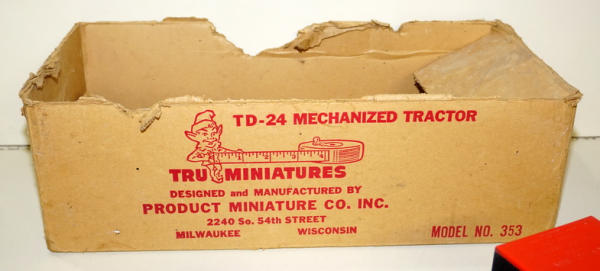 TD-24 MECHANIZED TRACTOR
TRU MINIATURES
DESIGNED and MANUFACTURED BY
PRODUCT MINIATURE CO. INC.
2240 So. 54th STREET
MILWAUKEE WISCONSIN
MODEL NO. 353